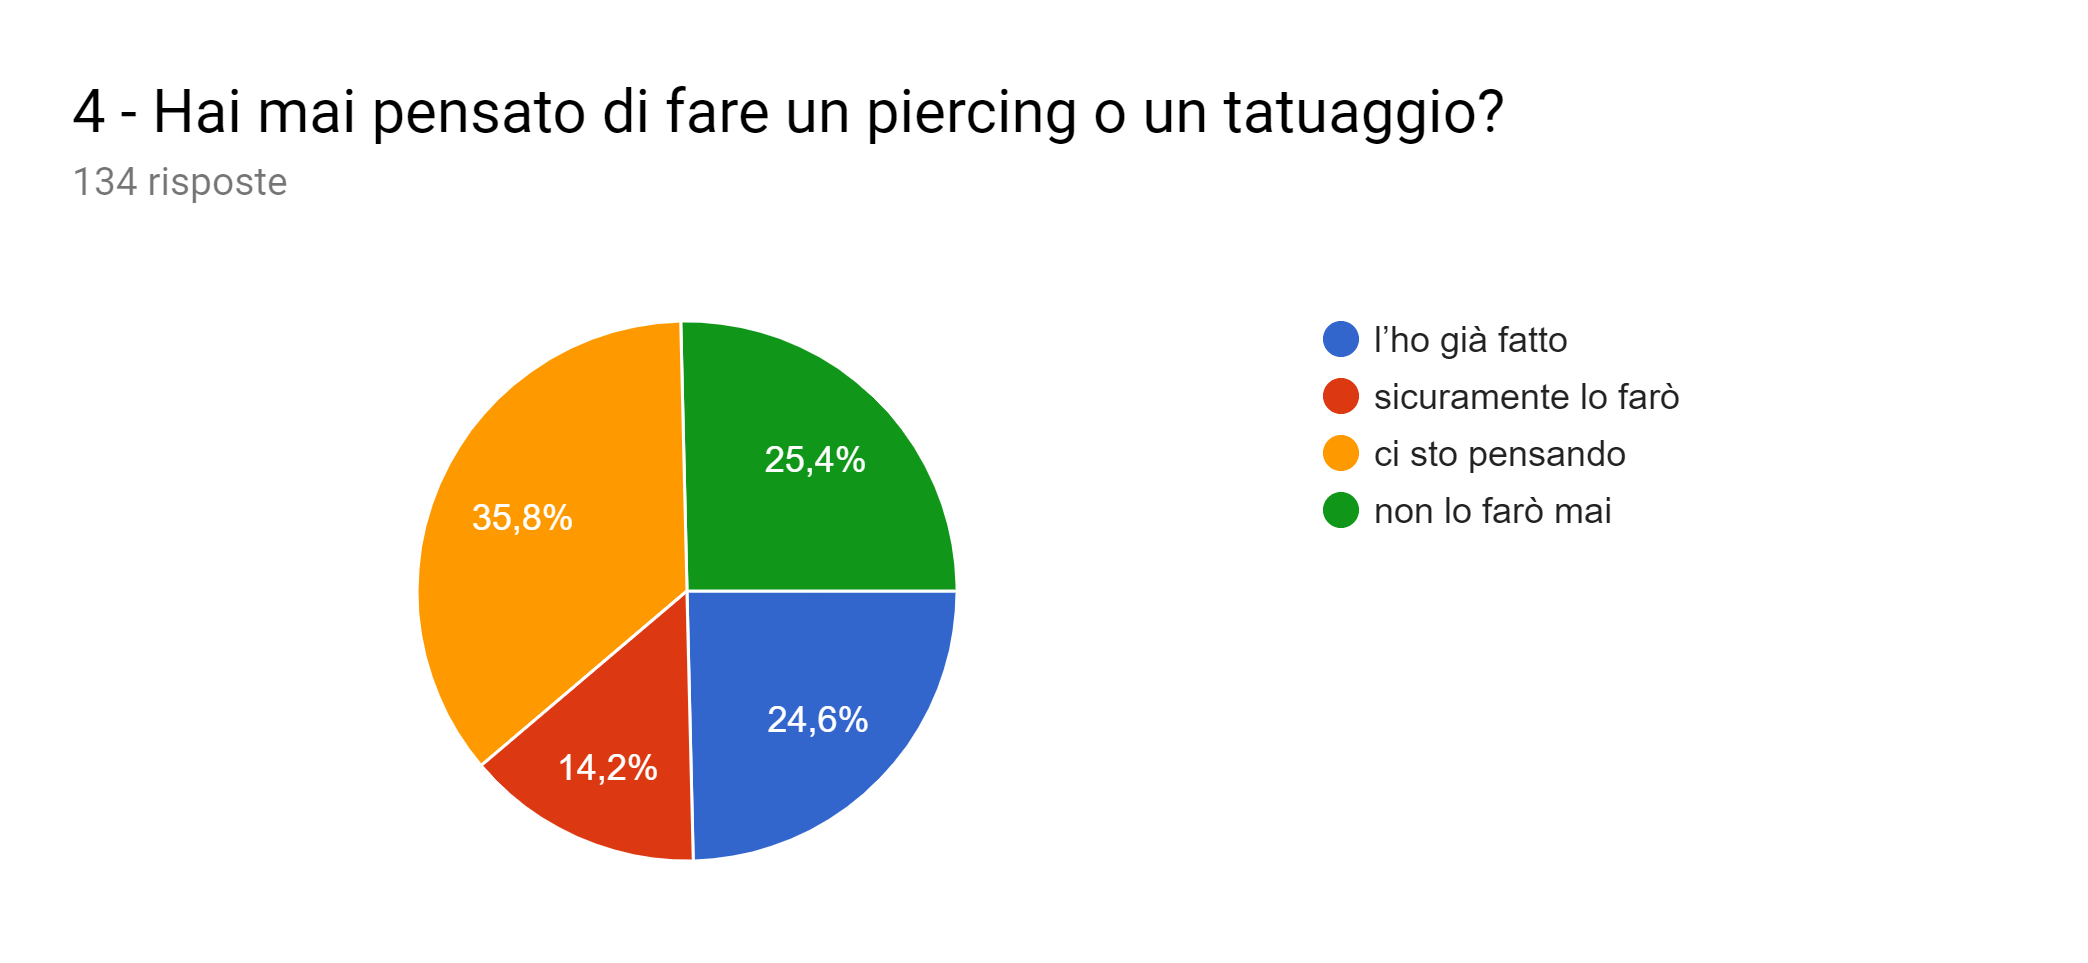 4 - Hai mai pensato di fare un piercing o un tatuaggio?
134 risposte
l’ho già fatto
sicuramente lo farò
ci sto pensando
non lo farò mai
25,4%
35,8%
24,6%
14,2%